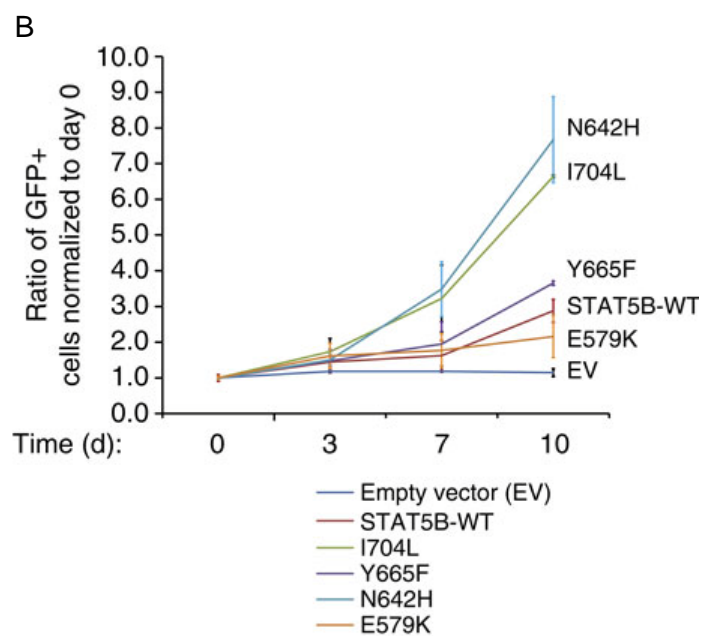 B
Ratio of GFP+
cells normalized to day 0
10.0
9.0
8.0
7.0
6.0
5.0
4.0
3.0
2.0
1.0
0.0
N642H
I704L
Y665F
STAT5B-WT
E579K
EV
Time (d): 0 3 7 10
Empty vector (EV)
STAT5B-WT
I704L
Y665F
N642H
E579K